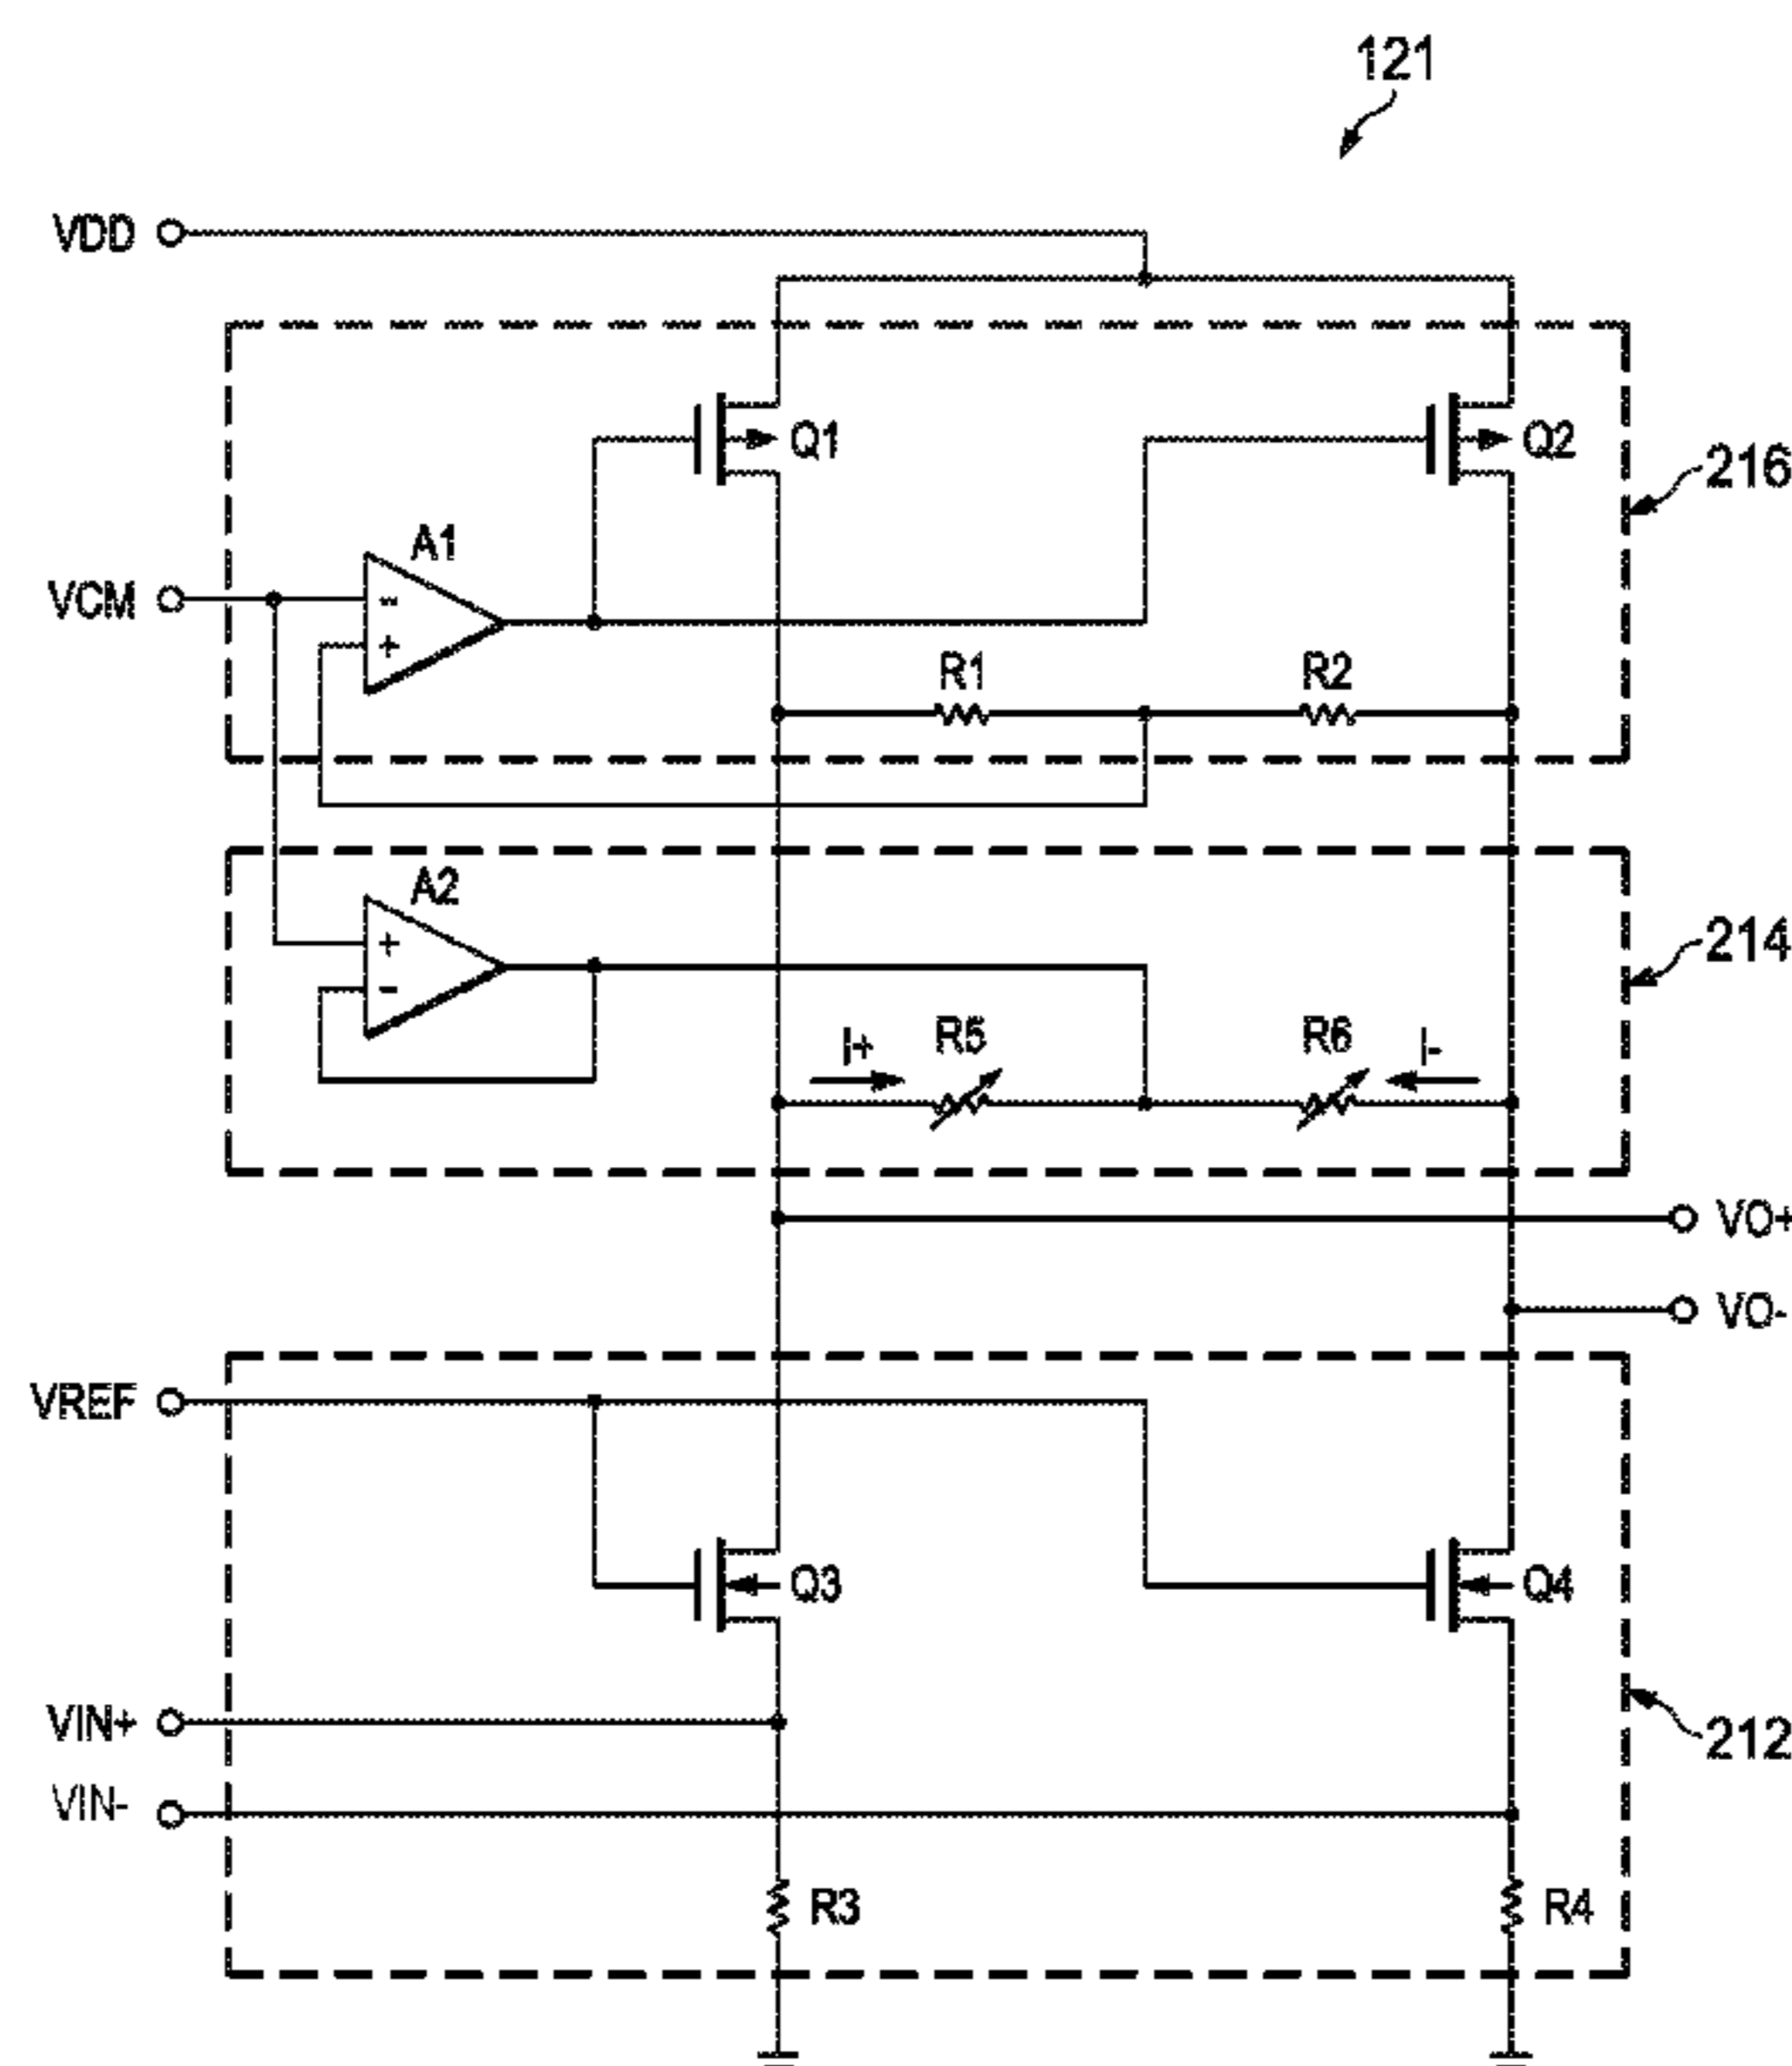 121
VDD
Q1
Q2
216
A1
VCM
-
+
R1
R2
A2
+
-
214
I+
R5
R6
I-
VO+
VO-
VREF
Q3
Q4
VIN+
212
VIN-
R3
R4